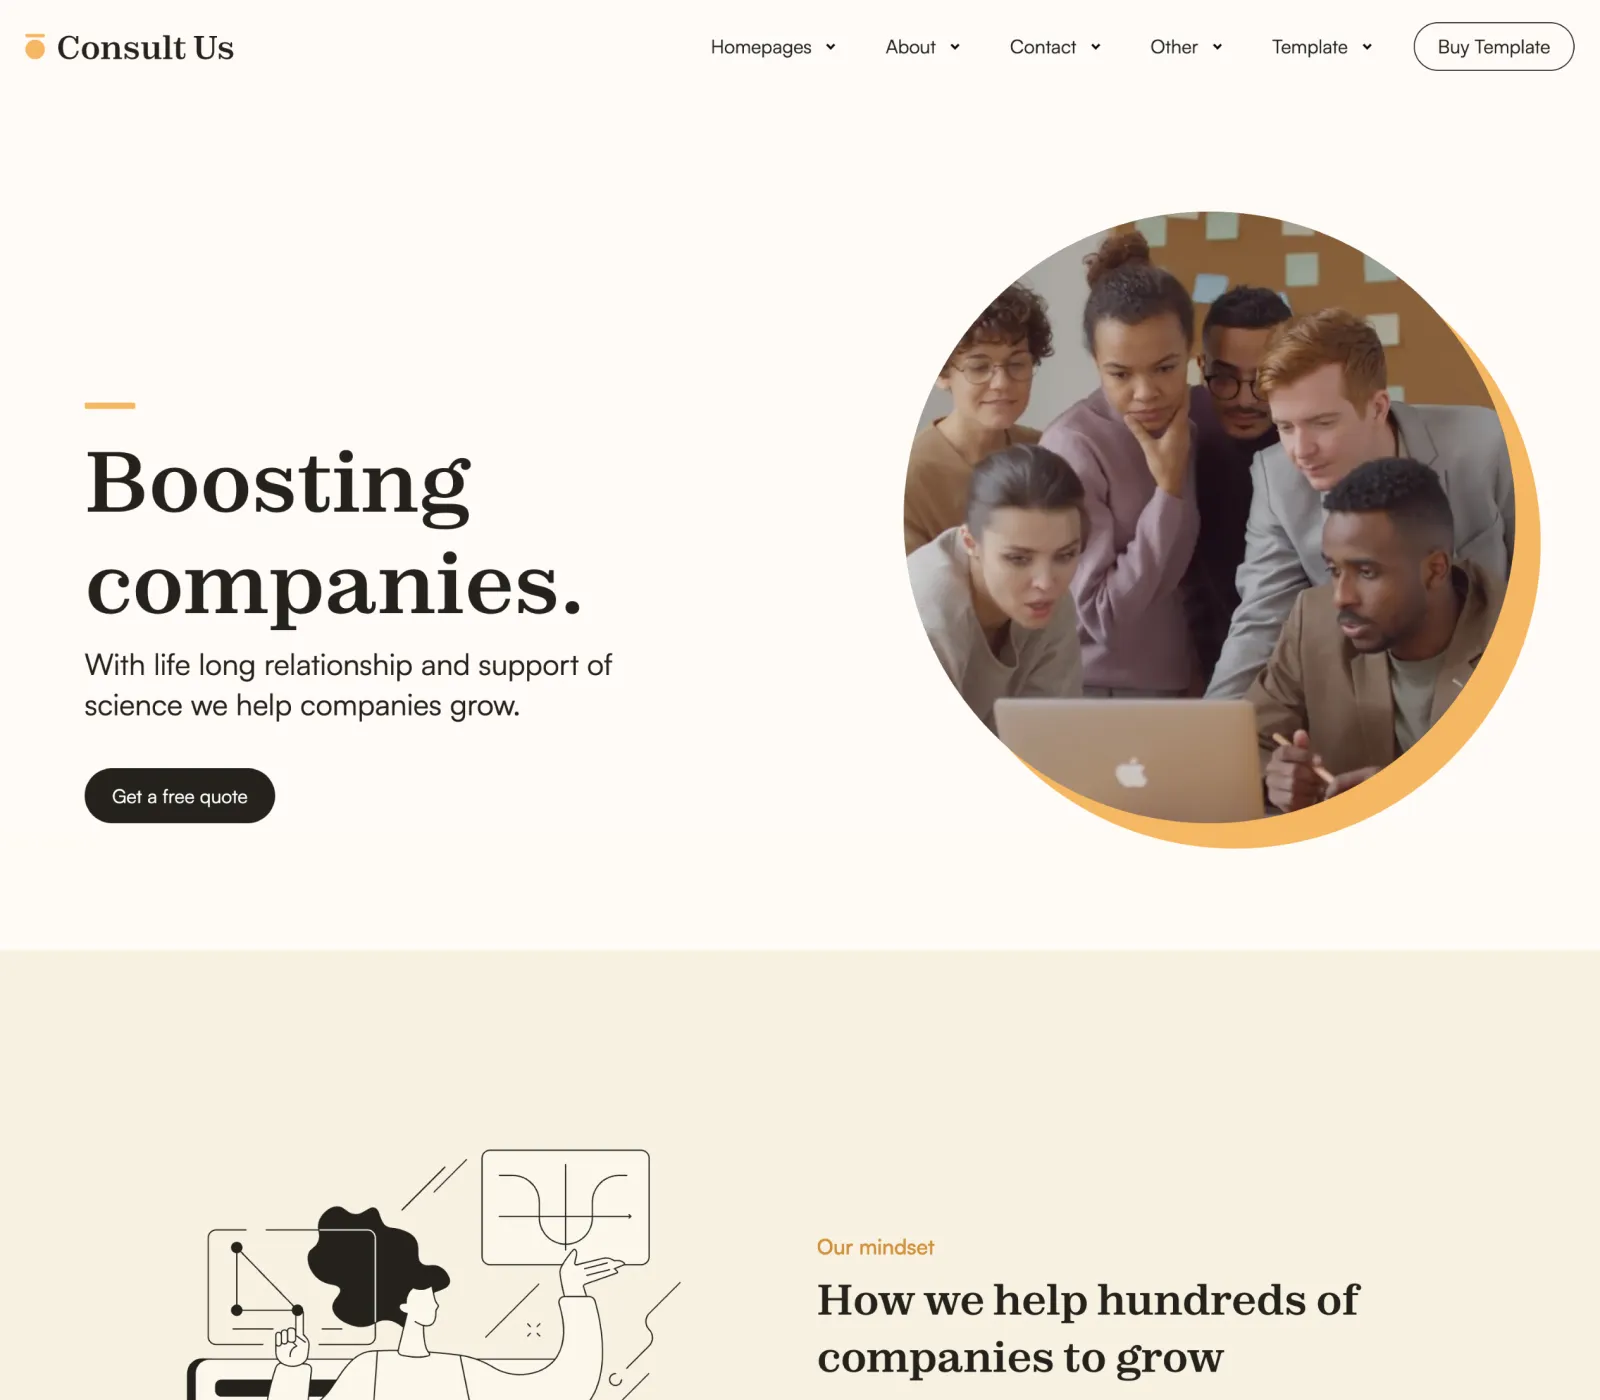 Consult Us
Homepages
About
Contact
Other
Template
Buy Template
Boosting
companies.
With life long relationship and support of
science we help companies grow.
Get a free quote
Our mindset
How we help hundreds of
companies to grow